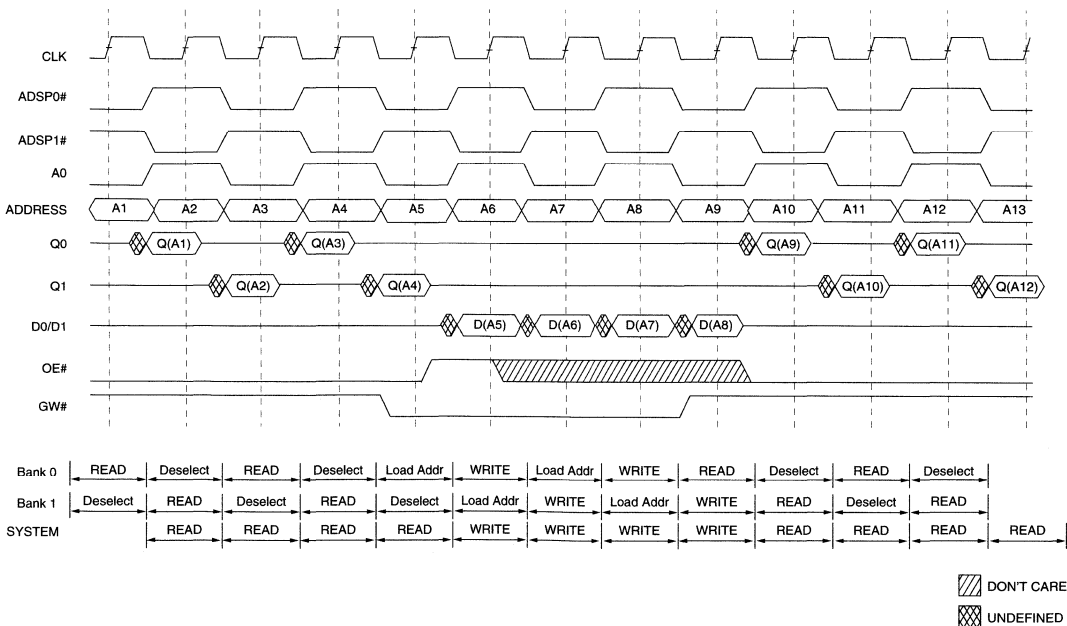 CLK
ADSP0#
ADSP1#
A0
ADDRESS A1 A2 A3 A4 A5 A6 A7 A8 A9 A10 A11 A12 A13
Q0 Q(A1) Q(A3) Q(A9) Q(A11)
Q1 Q(A2) Q(A4) Q(A10) Q(A12)
D0/D1 D(A5) D(A6) D(A7) D(A8)
OE#
GW#
Bank 0 READ Deselect READ Deselect Load Addr WRITE Load Addr WRITE READ Deselect READ Deselect
Bank 1 Deselect READ Deselect READ Deselect Load Addr WRITE Load Addr WRITE READ Deselect READ
SYSTEM READ READ READ READ WRITE WRITE WRITE WRITE READ READ READ READ
DON'T CARE
UNDEFINED